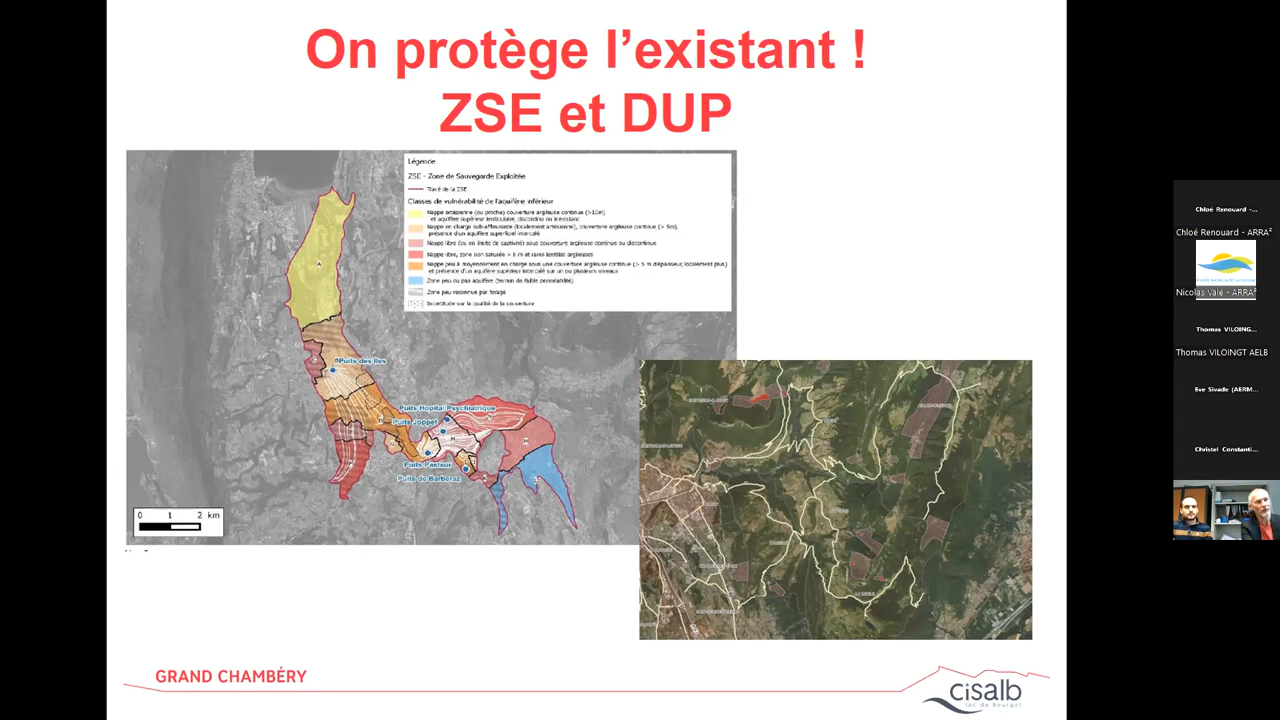 On protège l’existant !
ZSE et DUP
Légende
ZSE - Zone de Sauvegarde Exploitée
Tracé de la ZSE
Classes de vulnérabilité de l'aquifère inférieur
Nappe artésienne (ou proche) couverture argileuse continue (>10m)
et aquifère supérieur lenticulaire, discontinu ou inexistant
Nappe en charge sub-affleurante (localement artésienne), couverture argileuse continue (> 5m),
présence d'un aquifère superficiel intercalé
Nappe libre (ou en limite de captivité) sous couverture argileuse continue ou discontinue
Nappe libre, zone non saturée > 5 m et rares lentilles argileuses
Nappe peu à moyennement en charge sous une couverture argileuse continue (> 5 m d'épaisseur, localement plus)
et présence d'un aquifère supérieur intercalé sur un ou plusieurs niveaux
Zone peu ou pas aquifère (terrain de faible perméabilité)
Zone peu reconnue par forage
Incertitude sur la qualité de la couverture
A
Puits des Iles
Puits Hopital Psychiatrique
Puits Joppet
D
H
Puits Pasteur
Puits de Barberaz
0 1 2 km
GRAND CHAMBÉRY
cisalb
lac du Bourget
Chloé Renouard -...
Chloé Renouard - ARRA²
Nicolas Valé - ARRA²
Thomas VILOING...
Thomas VILOINGT AELB
Eve Sivade (AERM...
Christel Constanti...